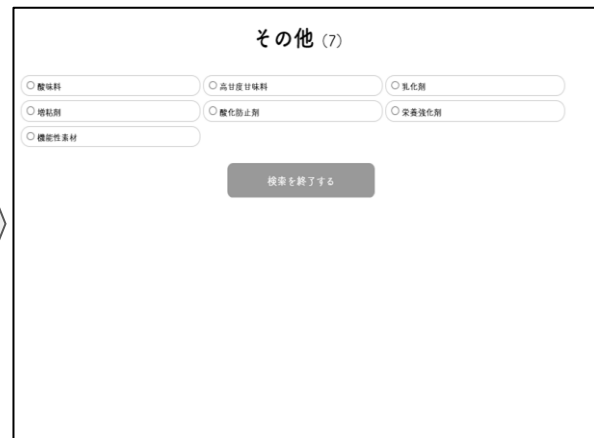 その他 (7)
酸味料
高甘度甘味料
乳化剤
増粘剤
酸化防止剤
栄養強化剤
機能性素材
検索を終了する